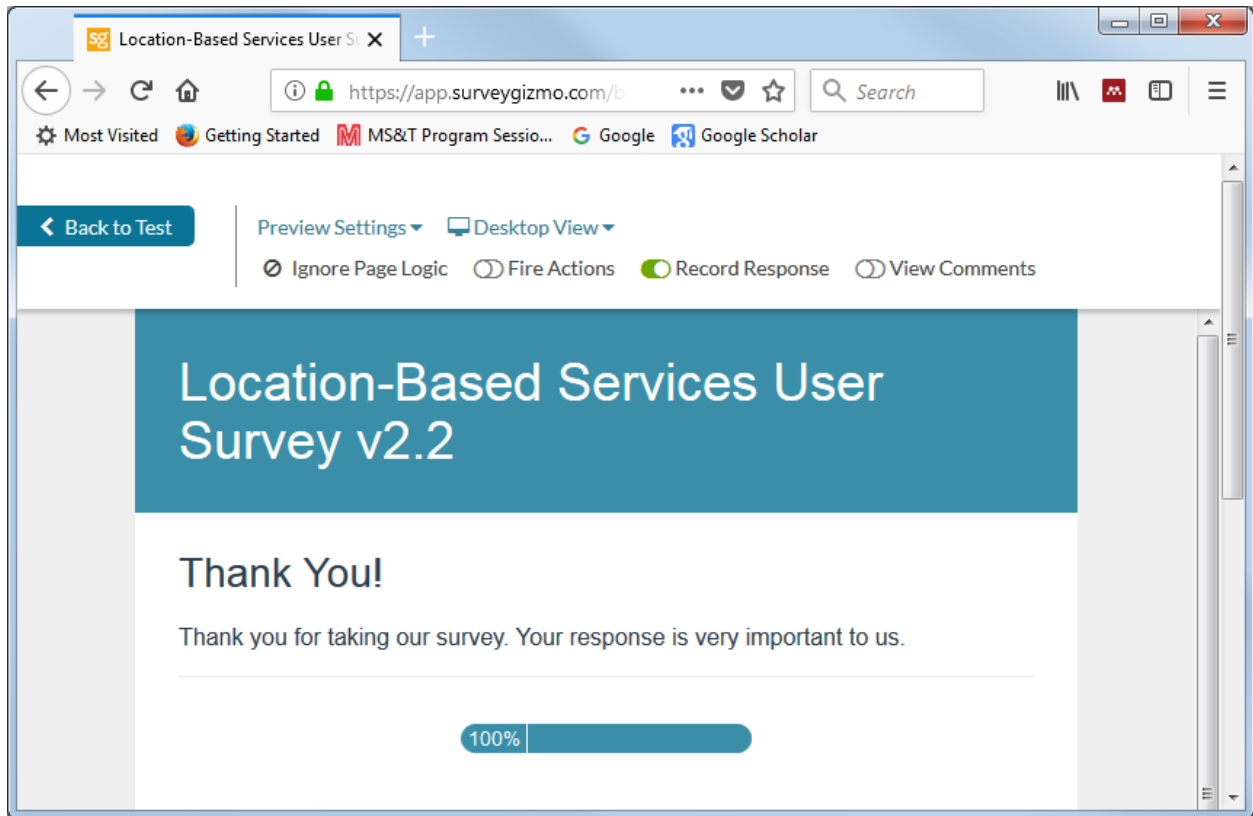 sg Location-Based Services User S
https://app.surveygizmo.com/b
Search
Most Visited Getting Started MS&T Program Sessio... Google Google Scholar
Back to Test
Preview Settings Desktop View
Ignore Page Logic Fire Actions Record Response View Comments
Location-Based Services User
Survey v2.2
Thank You!
Thank you for taking our survey. Your response is very important to us.
100%